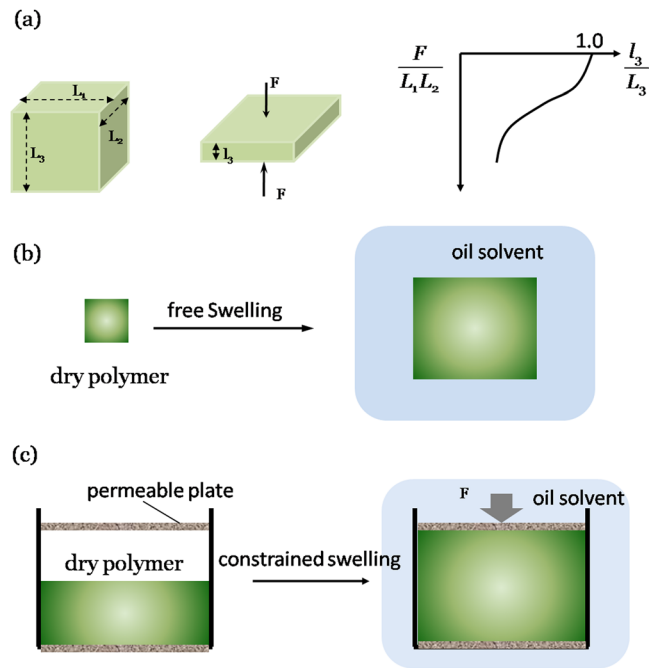 (a)
L₁
L₂
L₃
F
l₃
F
1.0
F
L₁L₂
l₃
L₃
(b)
oil solvent
free Swelling
dry polymer
(c)
permeable plate
F
oil solvent
dry polymer
constrained swelling